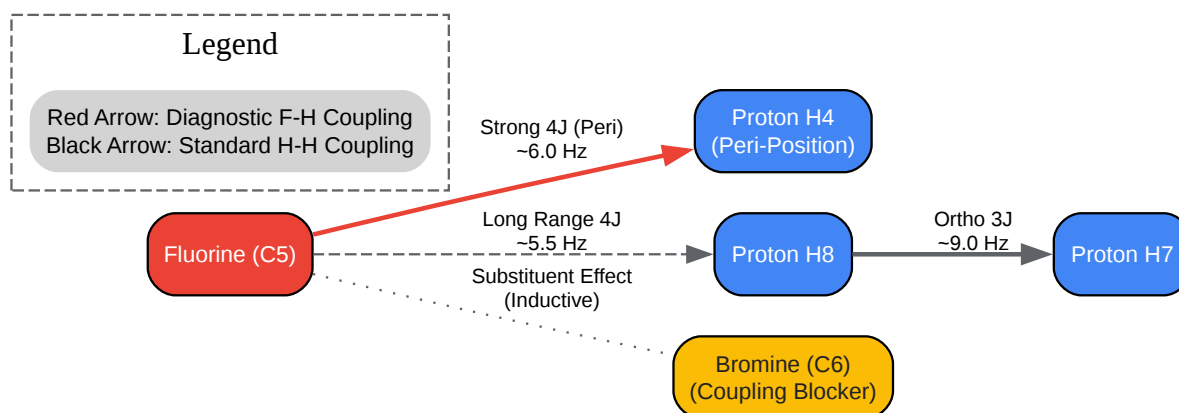 Legend
Red Arrow: Diagnostic F-H Coupling
Black Arrow: Standard H-H Coupling
Strong 4J (Peri)
~6.0 Hz
Proton H4
(Peri-Position)
Fluorine (C5)
Long Range 4J
~5.5 Hz
Proton H8
Ortho 3J
~9.0 Hz
Proton H7
Substituent Effect
(Inductive)
Bromine (C6)
(Coupling Blocker)